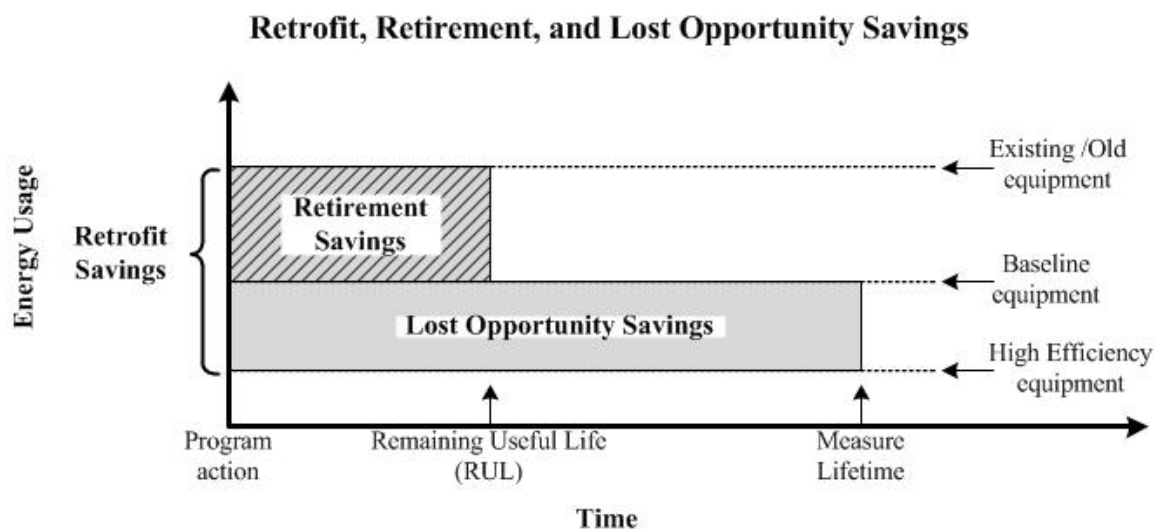 Retrofit, Retirement, and Lost Opportunity Savings
Energy Usage
Retrofit
Savings
Retirement
Savings
Lost Opportunity Savings
Existing /Old
equipment
Baseline
equipment
High Efficiency
equipment
Program
action
Remaining Useful Life
(RUL)
Measure
Lifetime
Time